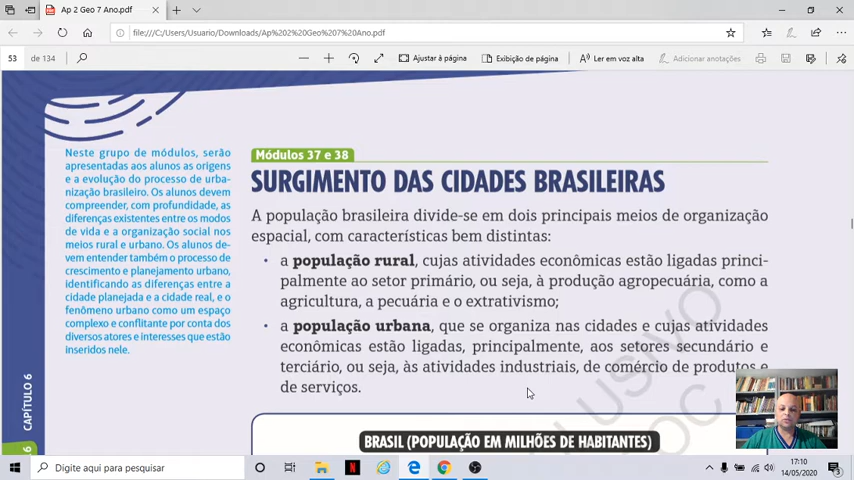 Ap 2 Geo 7 Ano.pdf
file:///C:/Users/Usuario/Downloads/Ap%202%20Geo%207%20Ano.pdf
53 de 134
Ajustar à página
Exibição de página
Ler em voz alta
Adicionar anotações
Neste grupo de módulos, serão
apresentadas aos alunos as origens
e a evolução do processo de urba-
nização brasileiro. Os alunos devem
compreender, com profundidade, as
diferenças existentes entre os modos
de vida e a organização social nos
meios rural e urbano. Os alunos de-
vem entender também o processo de
crescimento e planejamento urbano,
identificando as diferenças entre a
cidade planejada e a cidade real, e o
fenômeno urbano como um espaço
complexo e conflitante por conta dos
diversos atores e interesses que estão
inseridos nele.
CAPÍTULO 6
Módulos 37 e 38
SURGIMENTO DAS CIDADES BRASILEIRAS
A população brasileira divide-se em dois principais meios de organização
espacial, com características bem distintas:
• a população rural, cujas atividades econômicas estão ligadas princi-
palmente ao setor primário, ou seja, à produção agropecuária, como a
agricultura, a pecuária e o extrativismo;
• a população urbana, que se organiza nas cidades e cujas atividades
econômicas estão ligadas, principalmente, aos setores secundário e
terciário, ou seja, às atividades industriais, de comércio de produtos e
de serviços.
BRASIL (POPULAÇÃO EM MILHÕES DE HABITANTES)
Digite aqui para pesquisar
17:10
14/05/2020